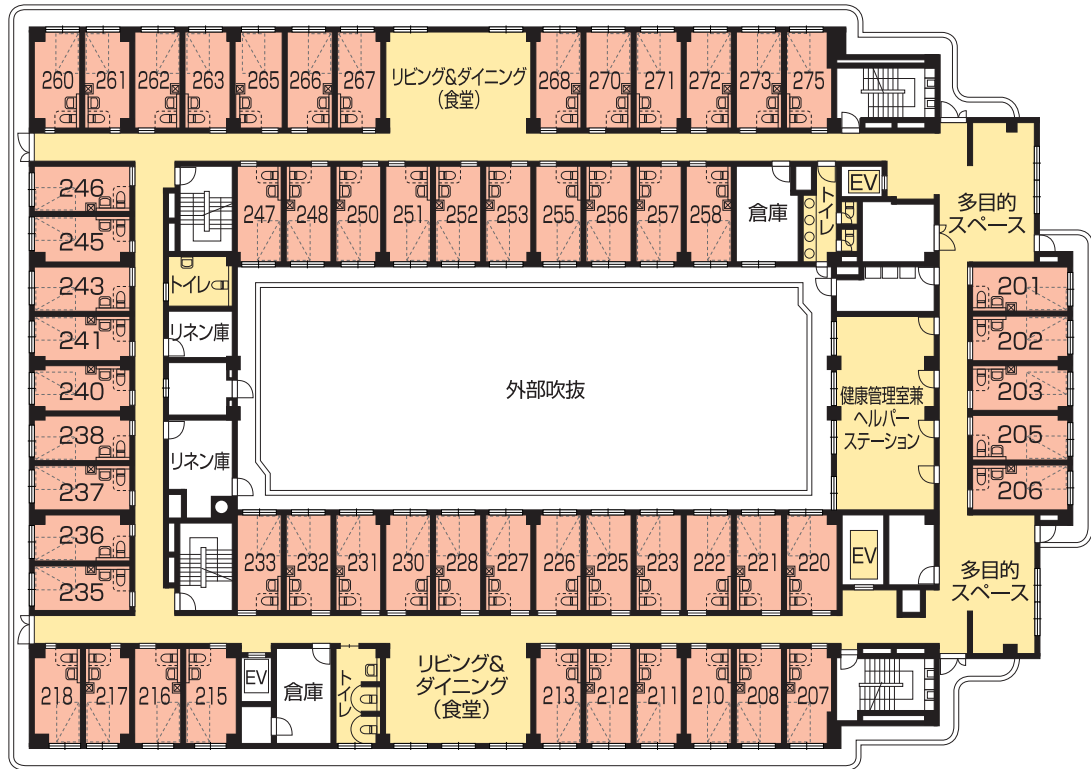 260
261
262
263
265
266
267
リビング&ダイニング
(食堂)
268
270
271
272
273
275
246
245
243
241
240
238
237
236
235
247
248
250
251
252
253
255
256
257
258
倉庫
トイレ
EV
多目的
スペース
トイレ
リネン庫
リネン庫
外部吹抜
健康管理室兼
ヘルパー
ステーション
201
202
203
205
206
233
232
231
230
228
227
226
225
223
222
221
220
EV
多目的
スペース
218
217
216
215
EV
倉庫
トイレ
リビング&
ダイニング
(食堂)
213
212
211
210
208
207